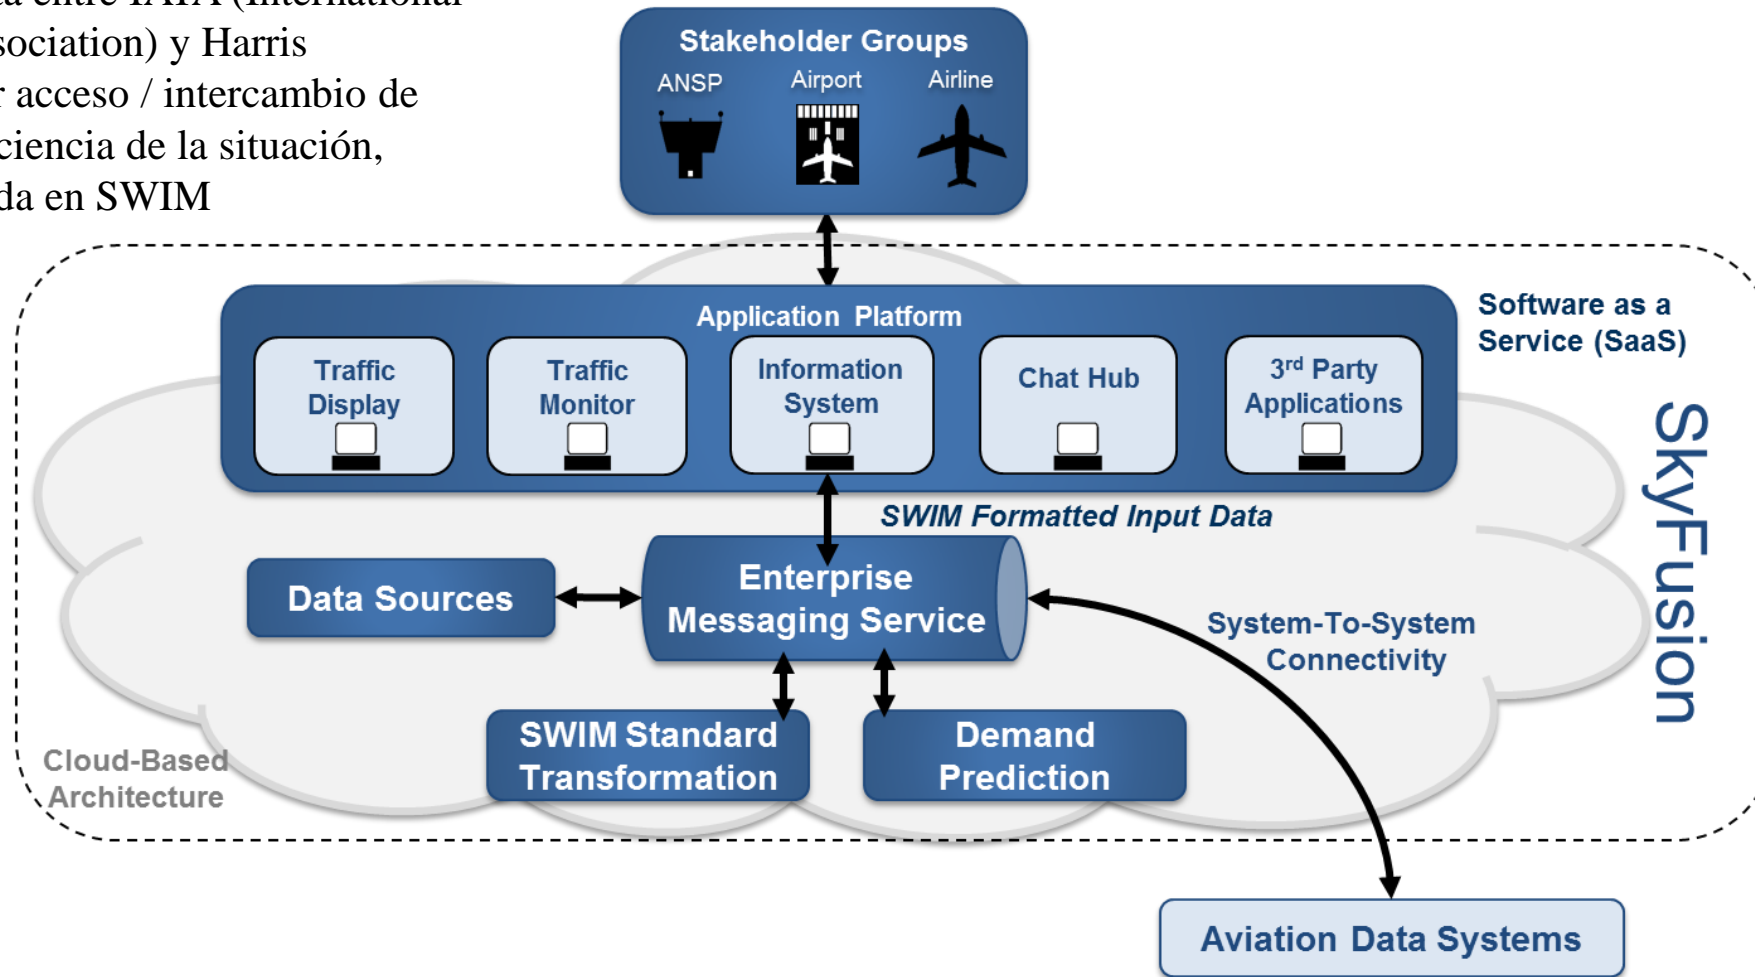 entre IATA (International
sociation) y Harris
acceso / intercambio de
ciencia de la situación,
da en SWIM
Stakeholder Groups
ANSP
Airport
Airline
Software as a
Service (SaaS)
Application Platform
Traffic
Display
Traffic
Monitor
Information
System
Chat Hub
3rd Party
Applications
SkyFusion
SWIM Formatted Input Data
Data Sources
Enterprise
Messaging Service
System-To-System
Connectivity
SWIM Standard
Transformation
Demand
Prediction
Cloud-Based
Architecture
Aviation Data Systems